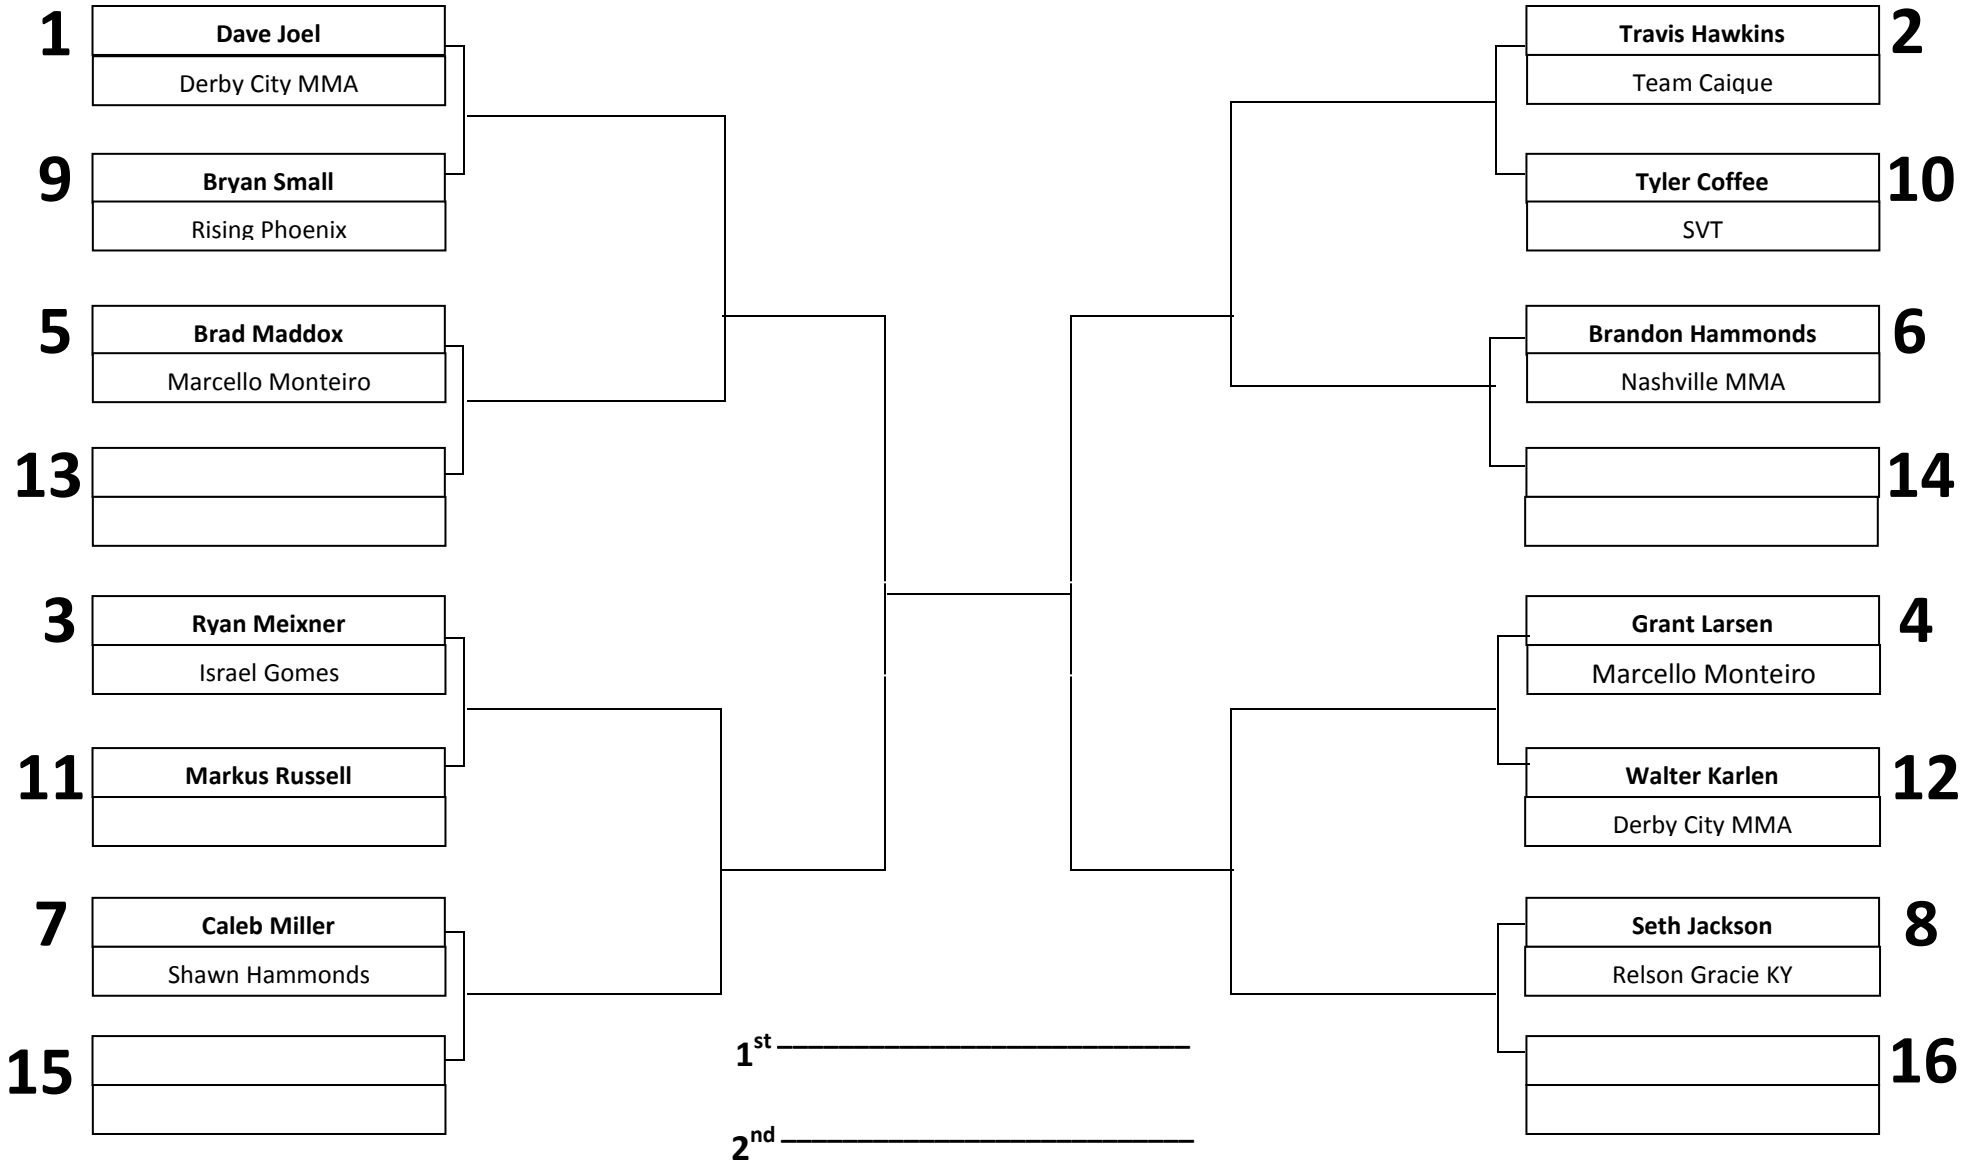 1
Dave Joel
Derby City MMA
9
Bryan Small
Rising Phoenix
5
Brad Maddox
Marcello Monteiro
13
3
Ryan Meixner
Israel Gomes
11
Markus Russell
7
Caleb Miller
Shawn Hammonds
15
Travis Hawkins
2
Team Caique
Tyler Coffee
10
SVT
Brandon Hammonds
6
Nashville MMA
14
Grant Larsen
4
Marcello Monteiro
Walter Karlen
12
Derby City MMA
Seth Jackson
8
Relson Gracie KY
16
1st
2nd